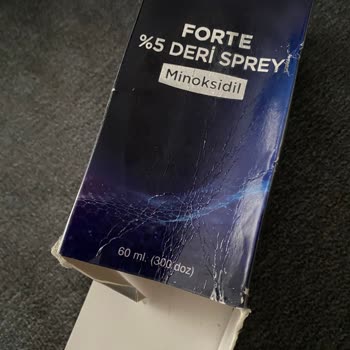 FORTE
%5 DERİ SPREYİ
Minoksidil
60 ml. (300 doz)